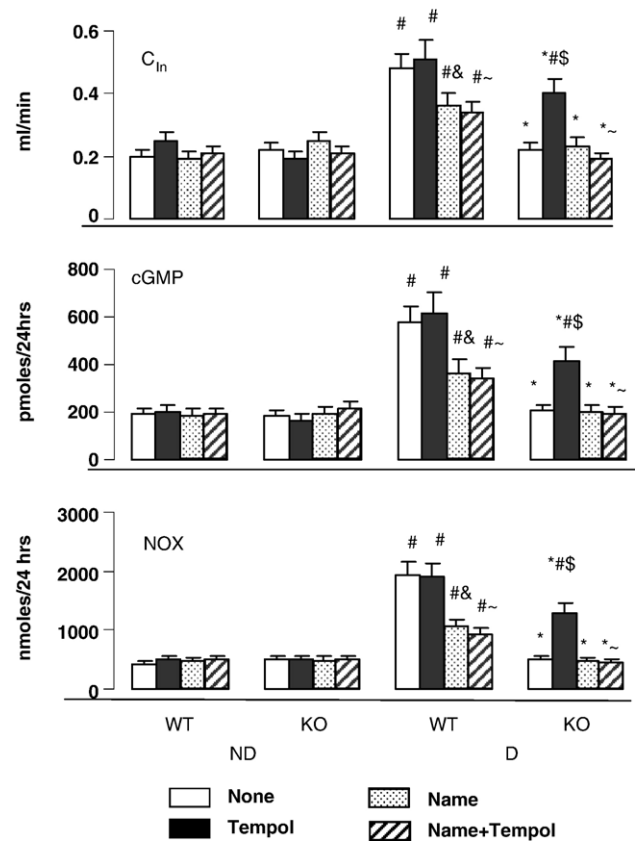 0.6
C_In
# #
*#$
#& #~
ml/min
0.4
* * *~
0.2
0
800
cGMP
# #
*#$
#& #~
pmoles/24hrs
600
400
* * *~
200
0
3000
NOX
# #
*#$
#& #~
nmoles/24 hrs
2000
* * *~
1000
0
WT KO WT KO
ND D
None Name
Tempol Name+Tempol